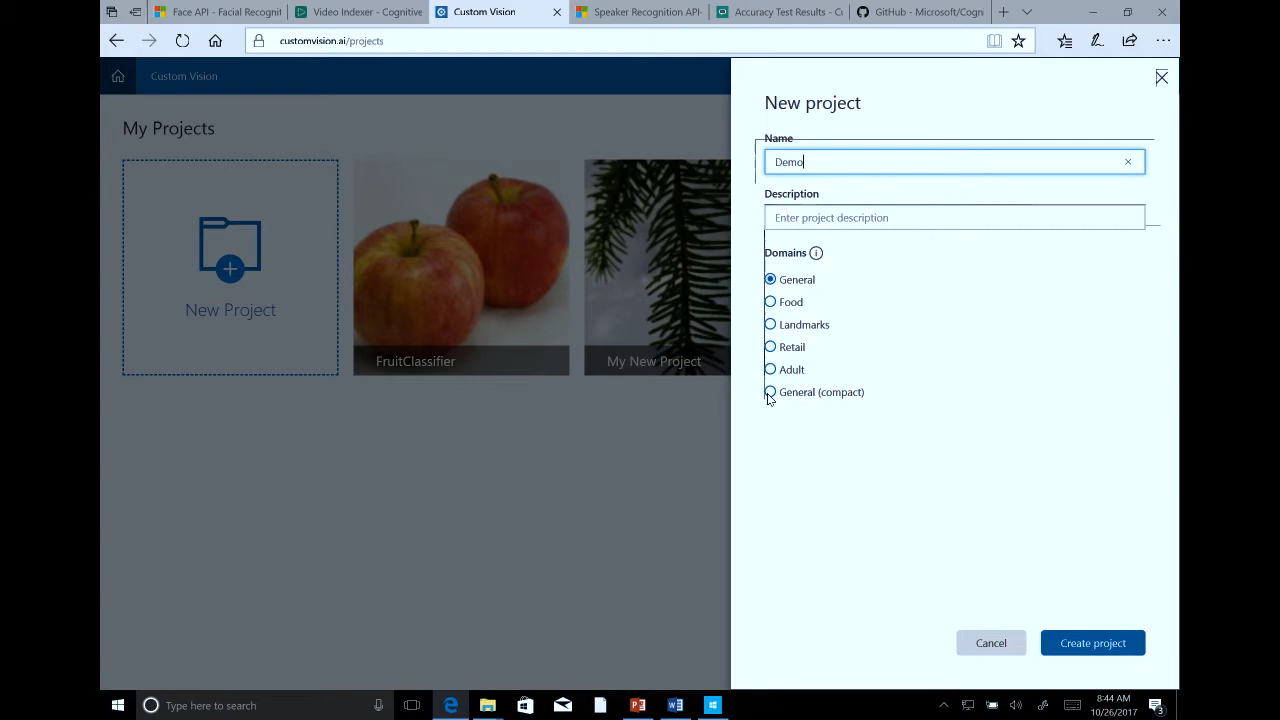 Face API - Facial Recognit
Video Indexer - Cognitive
Custom Vision
Speaker Recognition API-
Accuracy Test Results - Cu
GitHub - Microsoft/Cogn
customvision.ai/projects
Custom Vision
My Projects
New Project
FruitClassifier
My New Project
New project
Name
Demo
Description
Enter project description
Domains
General
Food
Landmarks
Retail
Adult
General (compact)
Cancel
Create project
Type here to search
8:44 AM
10/26/2017
3